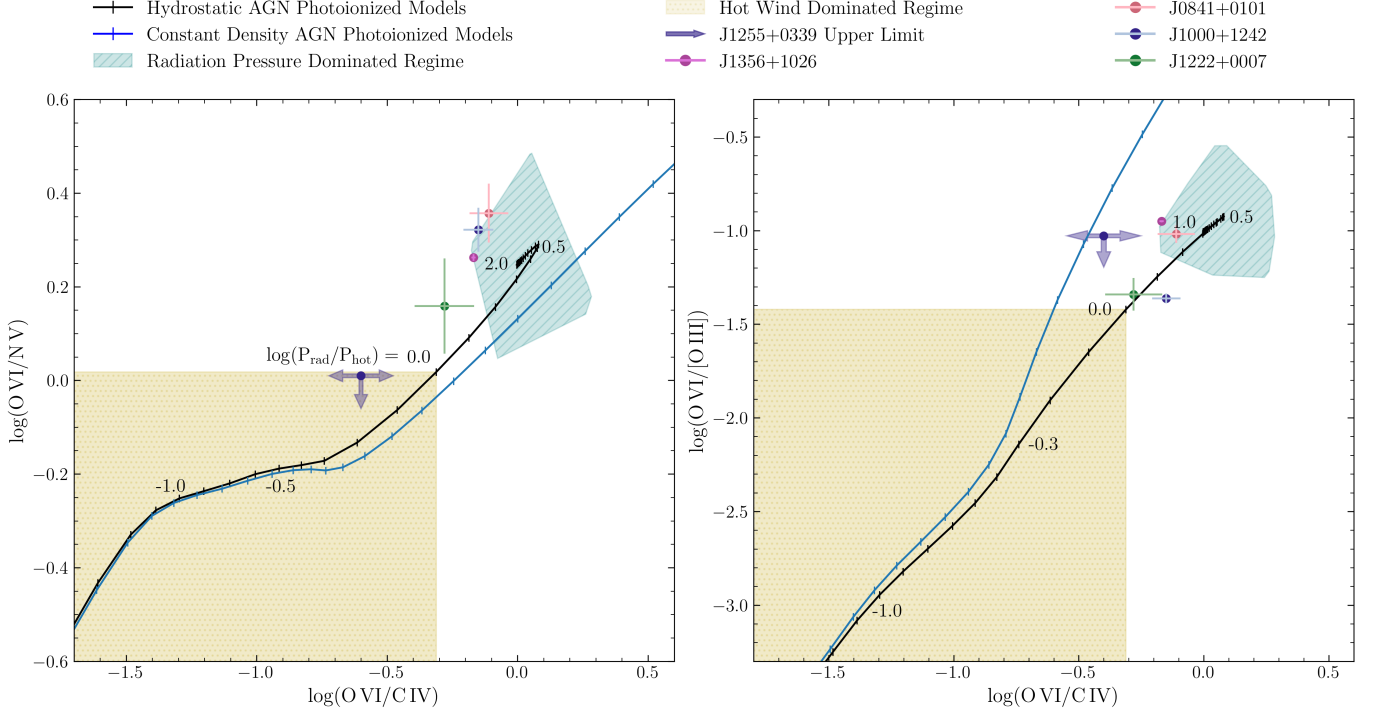 Hydrostatic AGN Photoionized Models
Constant Density AGN Photoionized Models
Radiation Pressure Dominated Regime
Hot Wind Dominated Regime
J1255+0339 Upper Limit
J1356+1026
J0841+0101
J1000+1242
J1222+0007
0.6
0.4
0.2
0.0
−0.2
−0.4
−0.6
log(O VI/N V)
−1.5
−1.0
−0.5
0.0
0.5
log(O VI/C IV)
2.0
0.5
log(P_rad/P_hot) = 0.0
-1.0
-0.5
−0.5
−1.0
−1.5
−2.0
−2.5
−3.0
log(O VI/[O III])
−1.5
−1.0
−0.5
0.0
0.5
log(O VI/C IV)
1.0
0.5
0.0
-0.3
-1.0